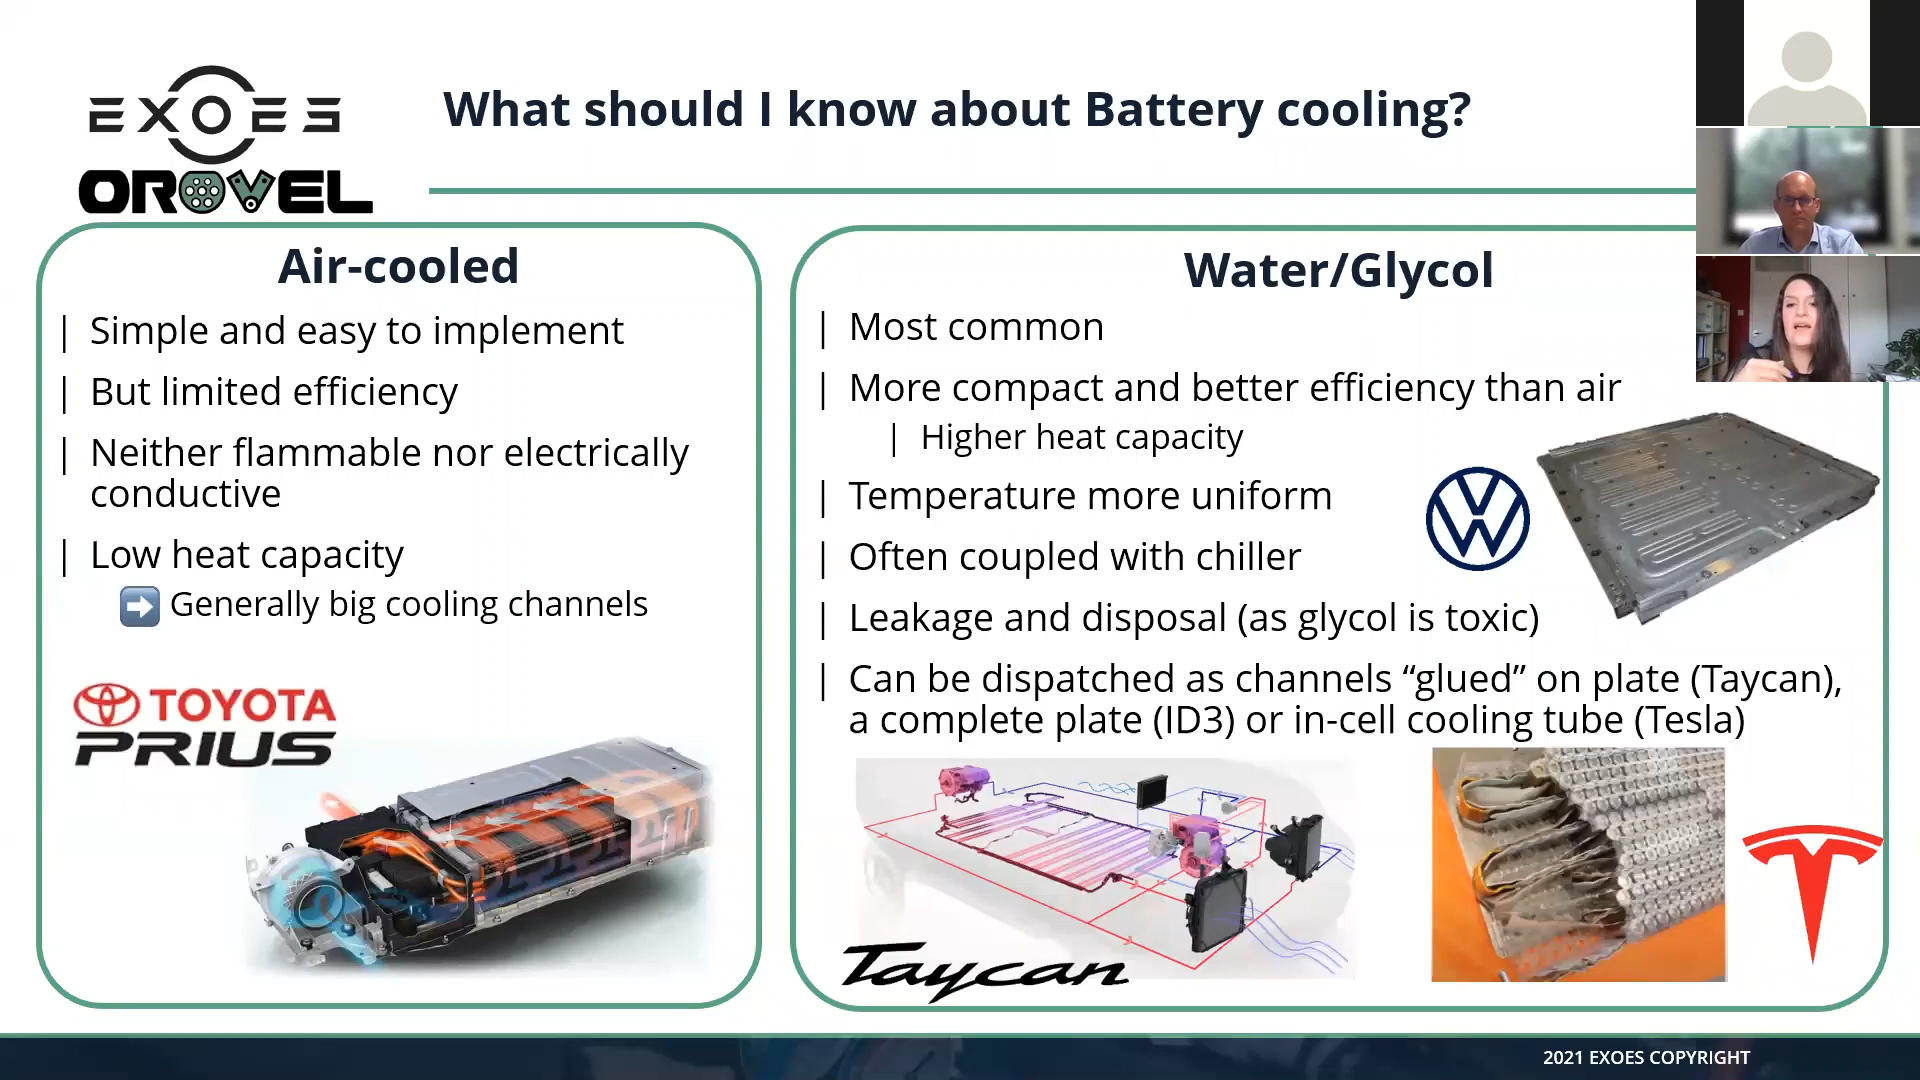 EXOES
OROVEL
What should I know about Battery cooling?
Air-cooled
| Simple and easy to implement
| But limited efficiency
| Neither flammable nor electrically
conductive
| Low heat capacity
➡ Generally big cooling channels
TOYOTA
PRIUS
Water/Glycol
| Most common
| More compact and better efficiency than air
| Higher heat capacity
| Temperature more uniform
| Often coupled with chiller
| Leakage and disposal (as glycol is toxic)
| Can be dispatched as channels “glued” on plate (Taycan),
a complete plate (ID3) or in-cell cooling tube (Tesla)
Taycan
2021 EXOES COPYRIGHT